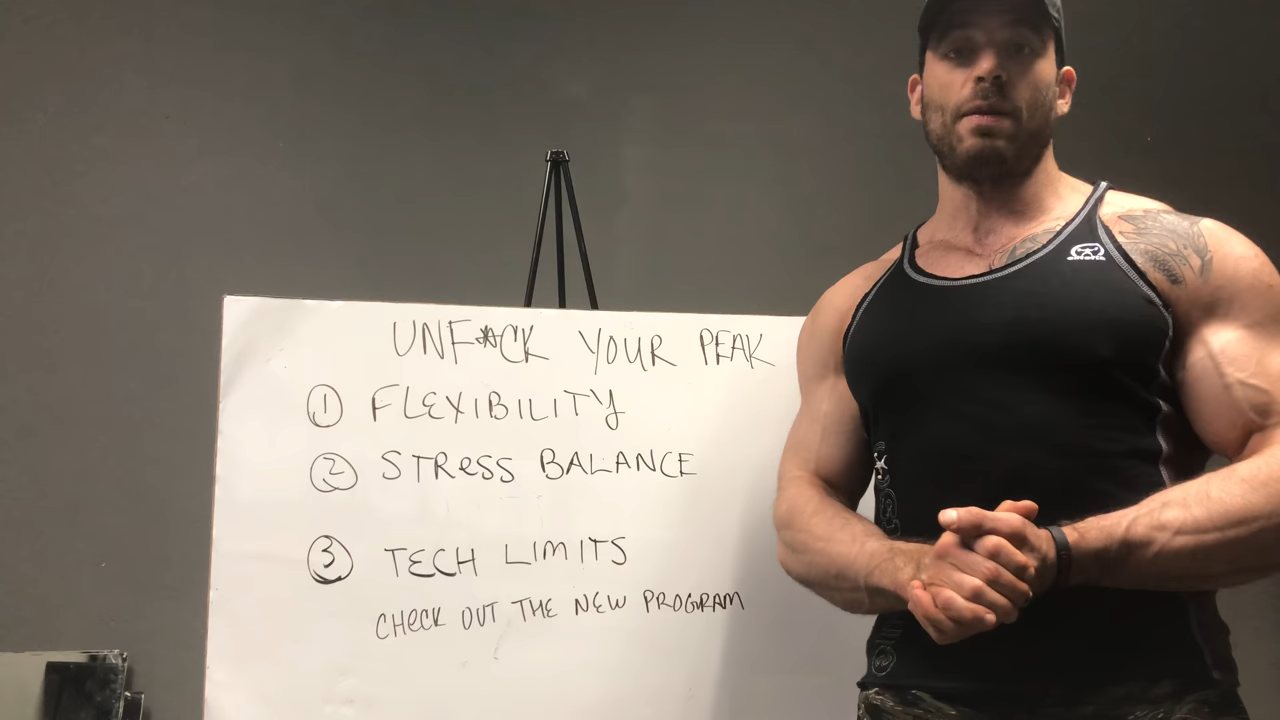 UNF*CK YOUR PEAK
① FLEXIBILITY
② STRESS BALANCE
③ TECH LIMITS
CHECK OUT THE NEW PROGRAM